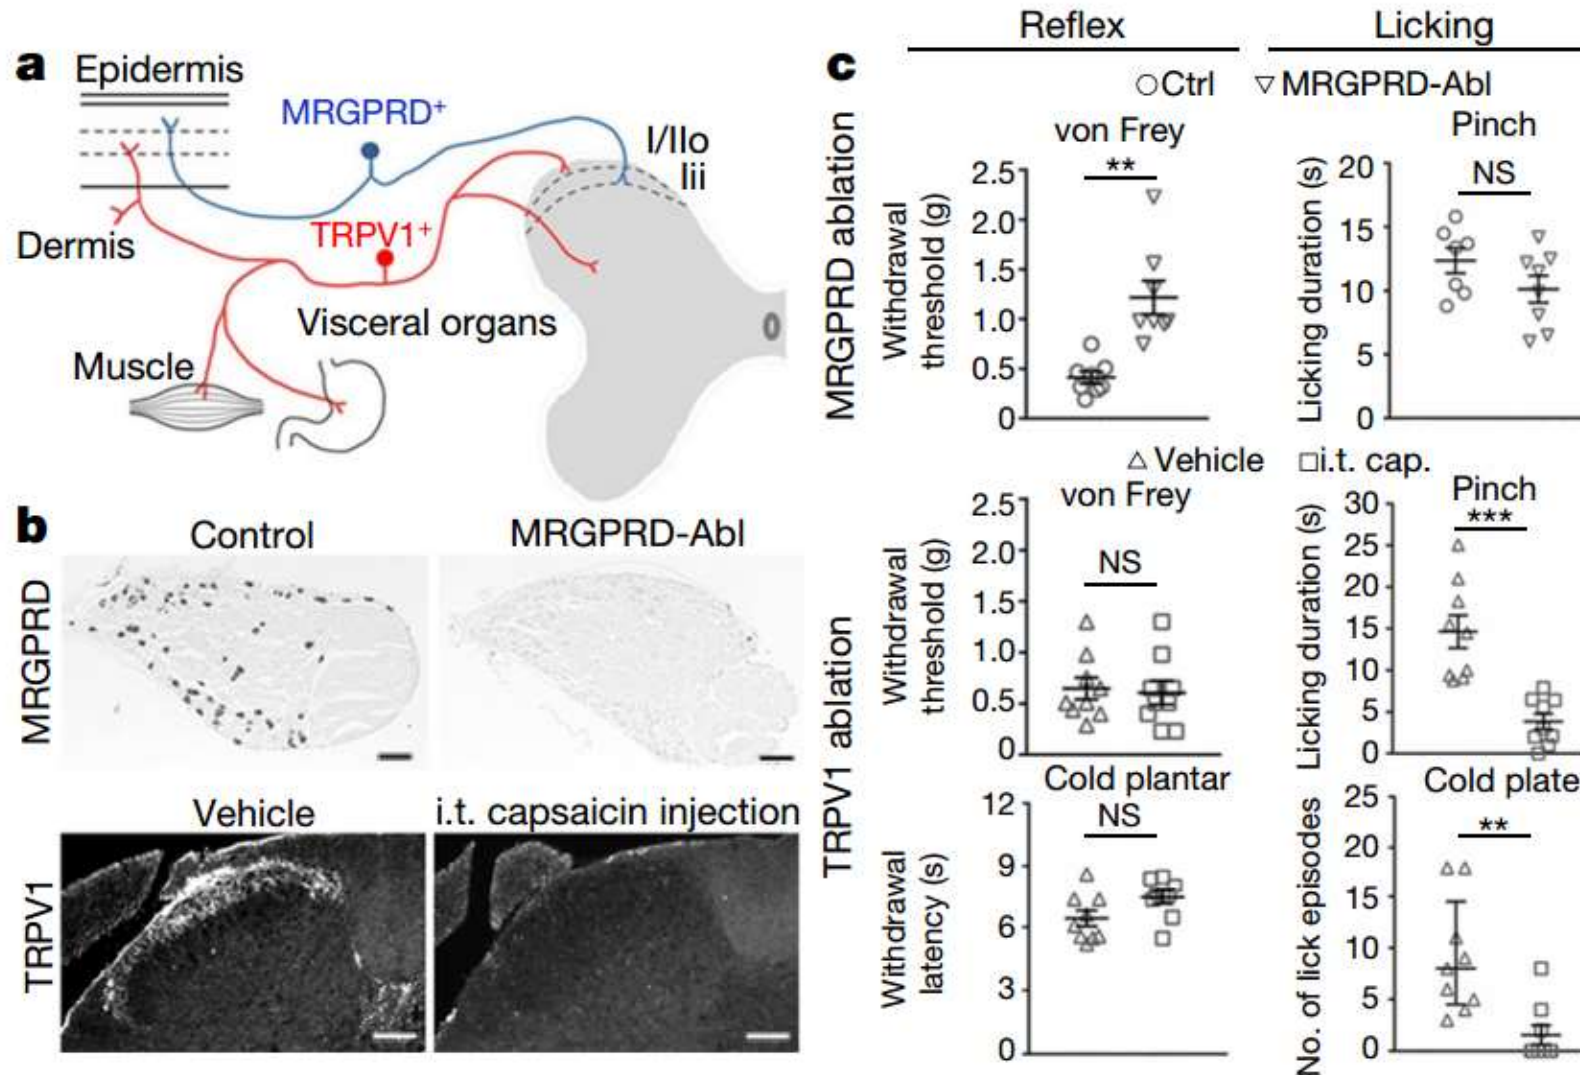 a
Epidermis
MRGPRD+
I/IIo
Iii
Dermis
TRPV1+
Visceral organs
Muscle
b
Control
MRGPRD-Abl
MRGPRD
Vehicle
i.t. capsaicin injection
TRPV1
c
Reflex
Licking
Ctrl
MRGPRD-Abl
MRGPRD ablation
von Frey
**
Withdrawal
threshold (g)
2.5
2.0
1.5
1.0
0.5
0
Pinch
NS
Licking duration (s)
20
15
10
5
0
Vehicle
i.t. cap.
TRPV1 ablation
von Frey
NS
Withdrawal
threshold (g)
2.5
2.0
1.5
1.0
0.5
0
Pinch
***
Licking duration (s)
30
25
20
15
10
5
0
Cold plantar
NS
Withdrawal
latency (s)
12
9
6
3
0
Cold plate
**
No. of lick episodes
25
20
15
10
5
0